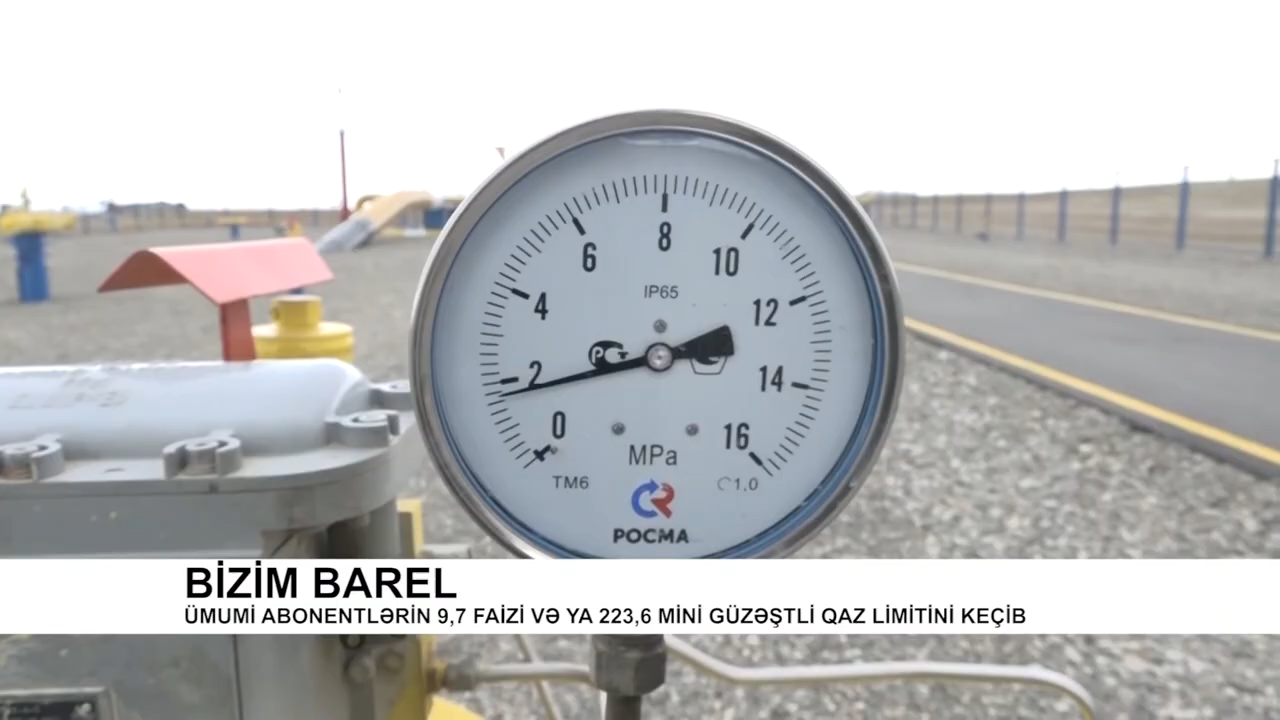 8
6
10
IP65
4
12
2
14
0
16
MPa
TM6
1,0
РОСМА
BİZİM BAREL
ÜMUMİ ABONENTLƏRİN 9,7 FAİZİ VƏ YA 223,6 MİNİ GÜZƏŞTLİ QAZ LİMİTİNİ KEÇİB